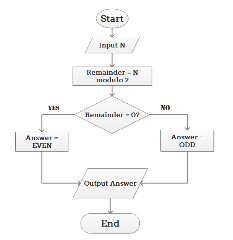 Start
Input N
Remainder = N
modulo 2
Remainder = 0?
YES
NO
Answer =
EVEN
Answer =
ODD
Output Answer
End